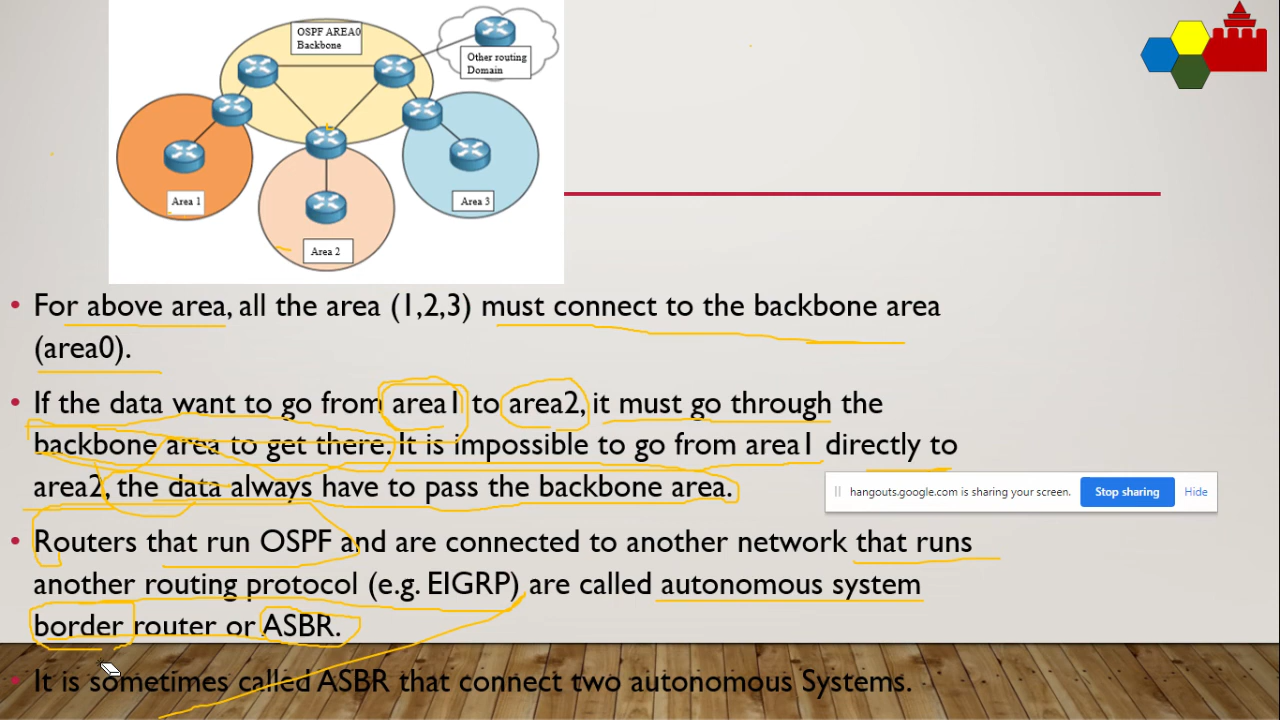 OSPF AREA0
Backbone
Other routing
Domain
Area 1
Area 3
Area 2
• For above area, all the area (1,2,3) must connect to the backbone area
(area0).
• If the data want to go from area1 to area2, it must go through the
backbone area to get there. It is impossible to go from area1 directly to
area2, the data always have to pass the backbone area.
hangouts.google.com is sharing your screen. Stop sharing Hide
• Routers that run OSPF and are connected to another network that runs
another routing protocol (e.g. EIGRP) are called autonomous system
border router or ASBR.
• It is sometimes called ASBR that connect two autonomous Systems.